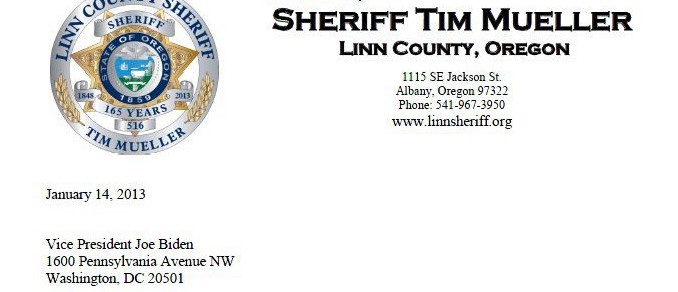 LINN COUNTY SHERIFF
SHERIFF
STATE OF OREGON
1859
1848
2013
165 YEARS
516
TIM MUELLER
SHERIFF TIM MUELLER
LINN COUNTY, OREGON
1115 SE Jackson St.
Albany, Oregon 97322
Phone: 541-967-3950
www.linnsheriff.org
January 14, 2013
Vice President Joe Biden
1600 Pennsylvania Avenue NW
Washington, DC 20501